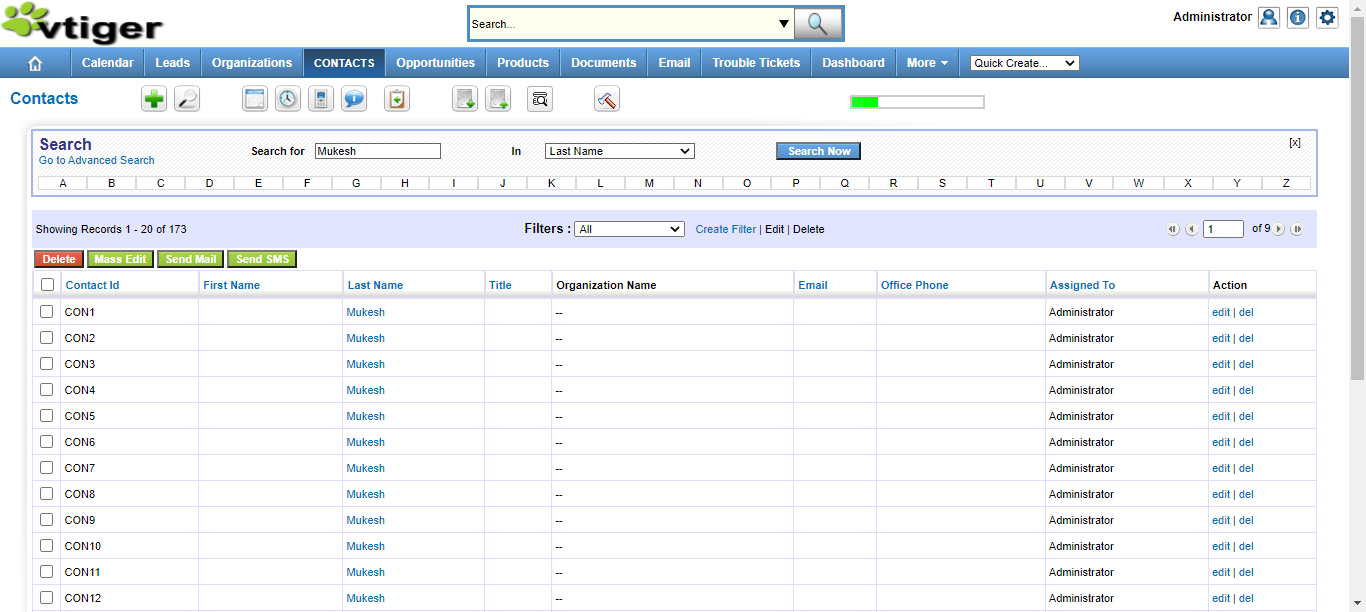 vtiger
Search...
Administrator
Calendar Leads Organizations CONTACTS Opportunities Products Documents Email Trouble Tickets Dashboard More Quick Create...
Contacts
Search
Go to Advanced Search
Search for Mukesh In Last Name Search Now [x]
A B C D E F G H I J K L M N O P Q R S T U V W X Y Z
Showing Records 1 - 20 of 173 Filters : All Create Filter | Edit | Delete 1 of 9
Delete Mass Edit Send Mail Send SMS
Contact Id First Name Last Name Title Organization Name Email Office Phone Assigned To Action
CON1 Mukesh -- Administrator edit | del
CON2 Mukesh -- Administrator edit | del
CON3 Mukesh -- Administrator edit | del
CON4 Mukesh -- Administrator edit | del
CON5 Mukesh -- Administrator edit | del
CON6 Mukesh -- Administrator edit | del
CON7 Mukesh -- Administrator edit | del
CON8 Mukesh -- Administrator edit | del
CON9 Mukesh -- Administrator edit | del
CON10 Mukesh -- Administrator edit | del
CON11 Mukesh -- Administrator edit | del
CON12 Mukesh -- Administrator edit | del